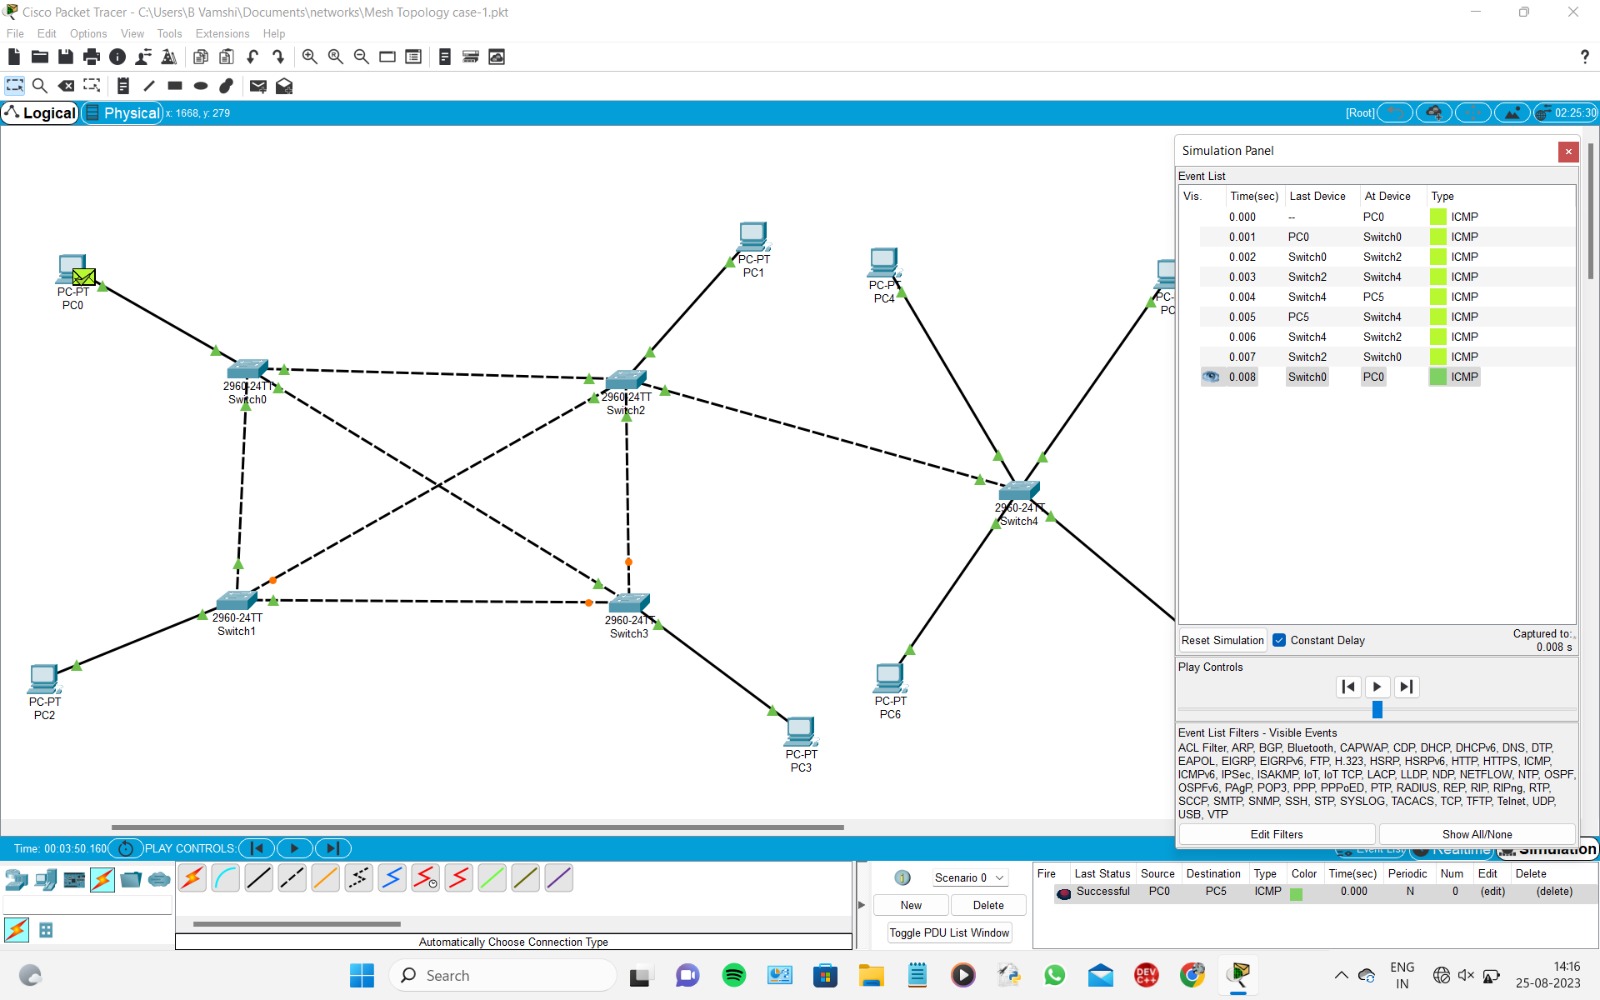 Cisco Packet Tracer - C:\Users\B Vamshi\Documents\networks\Mesh Topology case-1.pkt
File Edit Options View Tools Extensions Help
?
Logical Physical x: 1668, y: 279 [Root] 02:25:30
Simulation Panel
Event List
Vis. Time(sec) Last Device At Device Type
0.000 -- PC0 ICMP
0.001 PC0 Switch0 ICMP
0.002 Switch0 Switch2 ICMP
0.003 Switch2 Switch4 ICMP
0.004 Switch4 PC5 ICMP
0.005 PC5 Switch4 ICMP
0.006 Switch4 Switch2 ICMP
0.007 Switch2 Switch0 ICMP
0.008 Switch0 PC0 ICMP
Reset Simulation Constant Delay Captured to:
0.008 s
Play Controls
Event List Filters - Visible Events
ACL Filter, ARP, BGP, Bluetooth, CAPWAP, CDP, DHCP, DHCPv6, DNS, DTP,
EAPOL, EIGRP, EIGRPv6, FTP, H.323, HSRP, HSRPv6, HTTP, HTTPS, ICMP,
ICMPv6, IPSec, ISAKMP, IoT, IoT TCP, LACP, LLDP, NDP, NETFLOW, NTP, OSPF,
OSPFv6, PAgP, POP3, PPP, PPPoED, PTP, RADIUS, REP, RIP, RIPng, RTP,
SCCP, SMTP, SNMP, SSH, STP, SYSLOG, TACACS, TCP, TFTP, Telnet, UDP,
USB, VTP
Edit Filters Show All/None
PC-PT
PC0
PC-PT
PC1
PC-PT
PC4
PC-
PC
2960-24TT
Switch0
2960-24TT
Switch2
2960-24TT
Switch4
2960-24TT
Switch1
2960-24TT
Switch3
PC-PT
PC2
PC-PT
PC6
PC-PT
PC3
Time: 00:03:50.160 PLAY CONTROLS: Event List Realtime Simulation
Scenario 0
New Delete
Toggle PDU List Window
Fire Last Status Source Destination Type Color Time(sec) Periodic Num Edit Delete
Successful PC0 PC5 ICMP 0.000 N 0 (edit) (delete)
Automatically Choose Connection Type
Search
DEV
C++
ENG
IN
14:16
25-08-2023